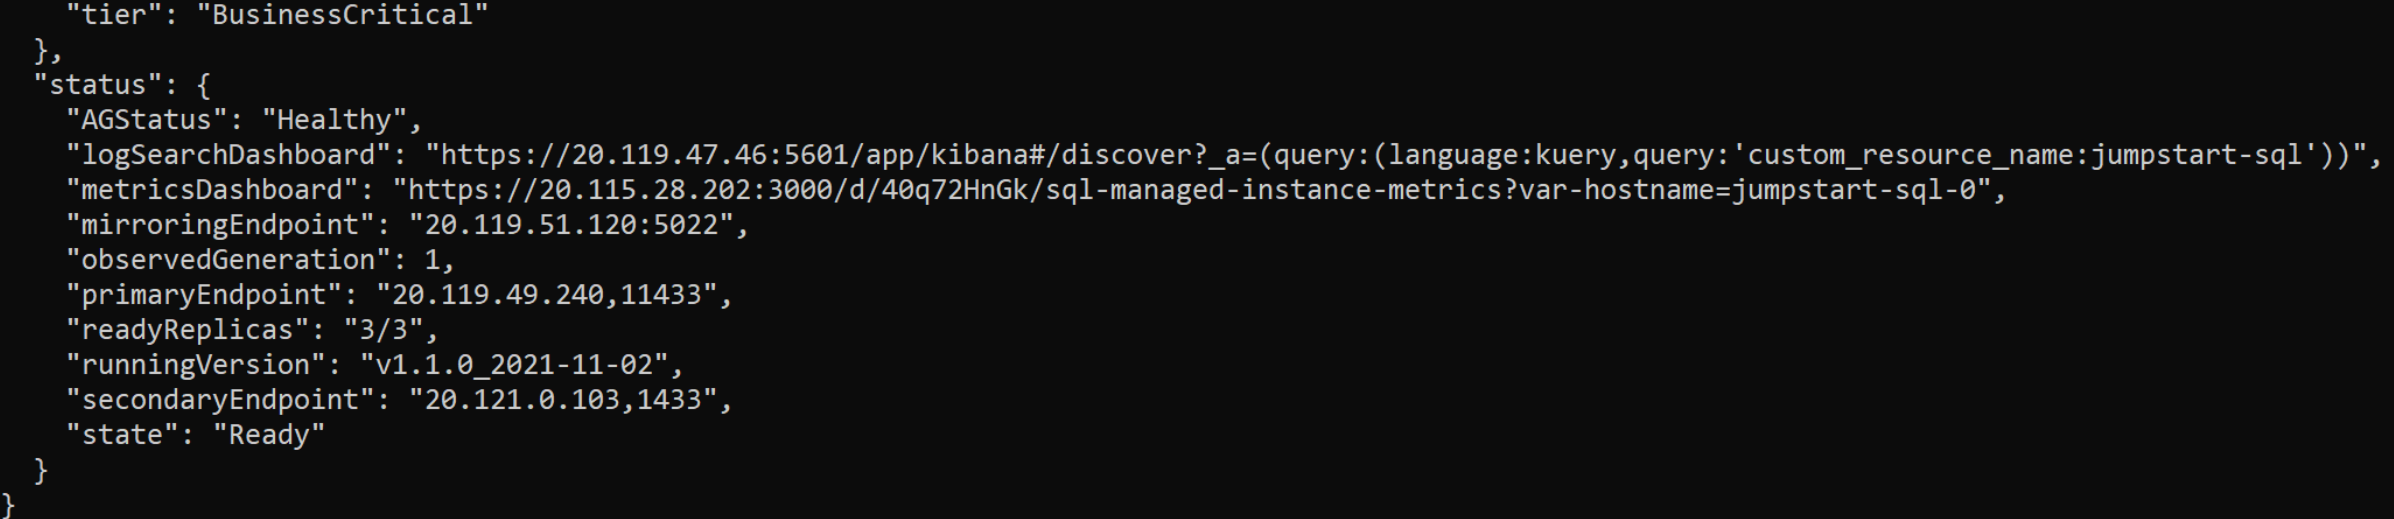 "tier": "BusinessCritical"
},
"status": {
"AGStatus": "Healthy",
"logSearchDashboard": "https://20.119.47.46:5601/app/kibana#/discover?_a=(query:(language:kuery,query:'custom_resource_name:jumpstart-sql'))",
"metricsDashboard": "https://20.115.28.202:3000/d/40q72HnGk/sql-managed-instance-metrics?var-hostname=jumpstart-sql-0",
"mirroringEndpoint": "20.119.51.120:5022",
"observedGeneration": 1,
"primaryEndpoint": "20.119.49.240,11433",
"readyReplicas": "3/3",
"runningVersion": "v1.1.0_2021-11-02",
"secondaryEndpoint": "20.121.0.103,1433",
"state": "Ready"
}
}